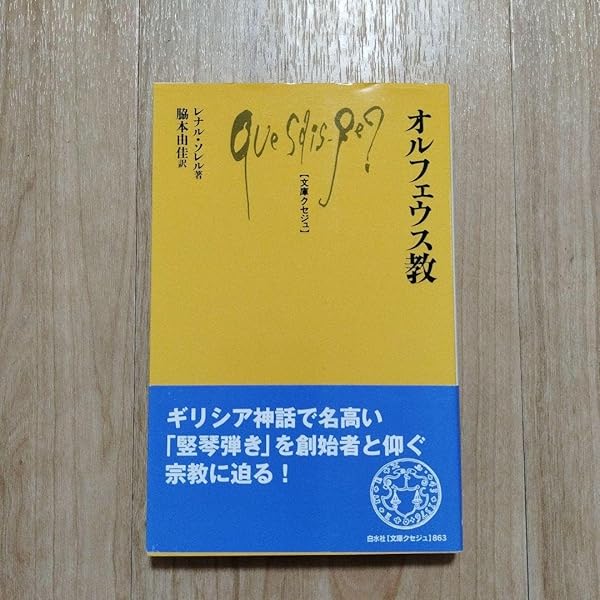 オルフェウス教
Que sais-je?
[文庫クセジュ]
レナル・ソレル著
脇本由佳訳
ギリシア神話で名高い
「竪琴弾き」を創始者と仰ぐ
宗教に迫る！
白水社[文庫クセジュ]863